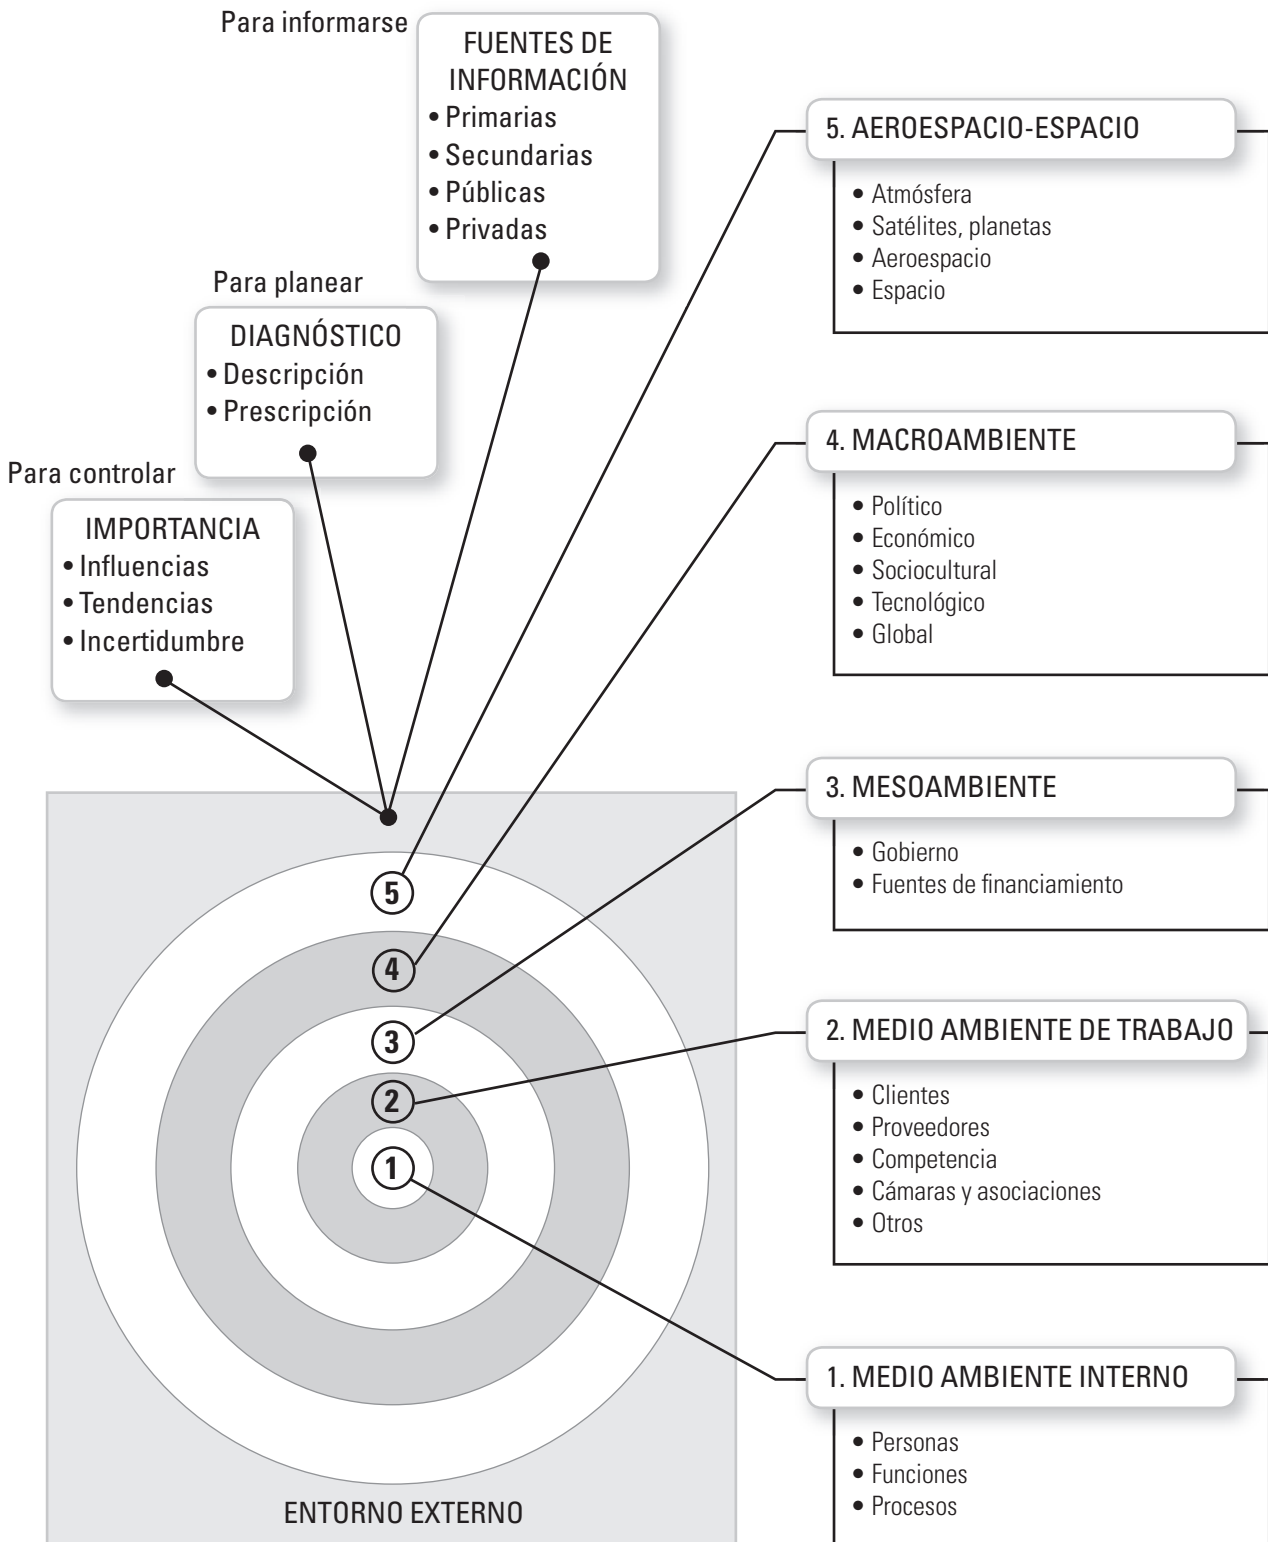 Para informarse
FUENTES DE
INFORMACIÓN
• Primarias
• Secundarias
• Públicas
• Privadas
Para planear
DIAGNÓSTICO
• Descripción
• Prescripción
Para controlar
IMPORTANCIA
• Influencias
• Tendencias
• Incertidumbre
5
4
3
2
1
ENTORNO EXTERNO
5. AEROESPACIO-ESPACIO
• Atmósfera
• Satélites, planetas
• Aeroespacio
• Espacio
4. MACROAMBIENTE
• Político
• Económico
• Sociocultural
• Tecnológico
• Global
3. MESOAMBIENTE
• Gobierno
• Fuentes de financiamiento
2. MEDIO AMBIENTE DE TRABAJO
• Clientes
• Proveedores
• Competencia
• Cámaras y asociaciones
• Otros
1. MEDIO AMBIENTE INTERNO
• Personas
• Funciones
• Procesos